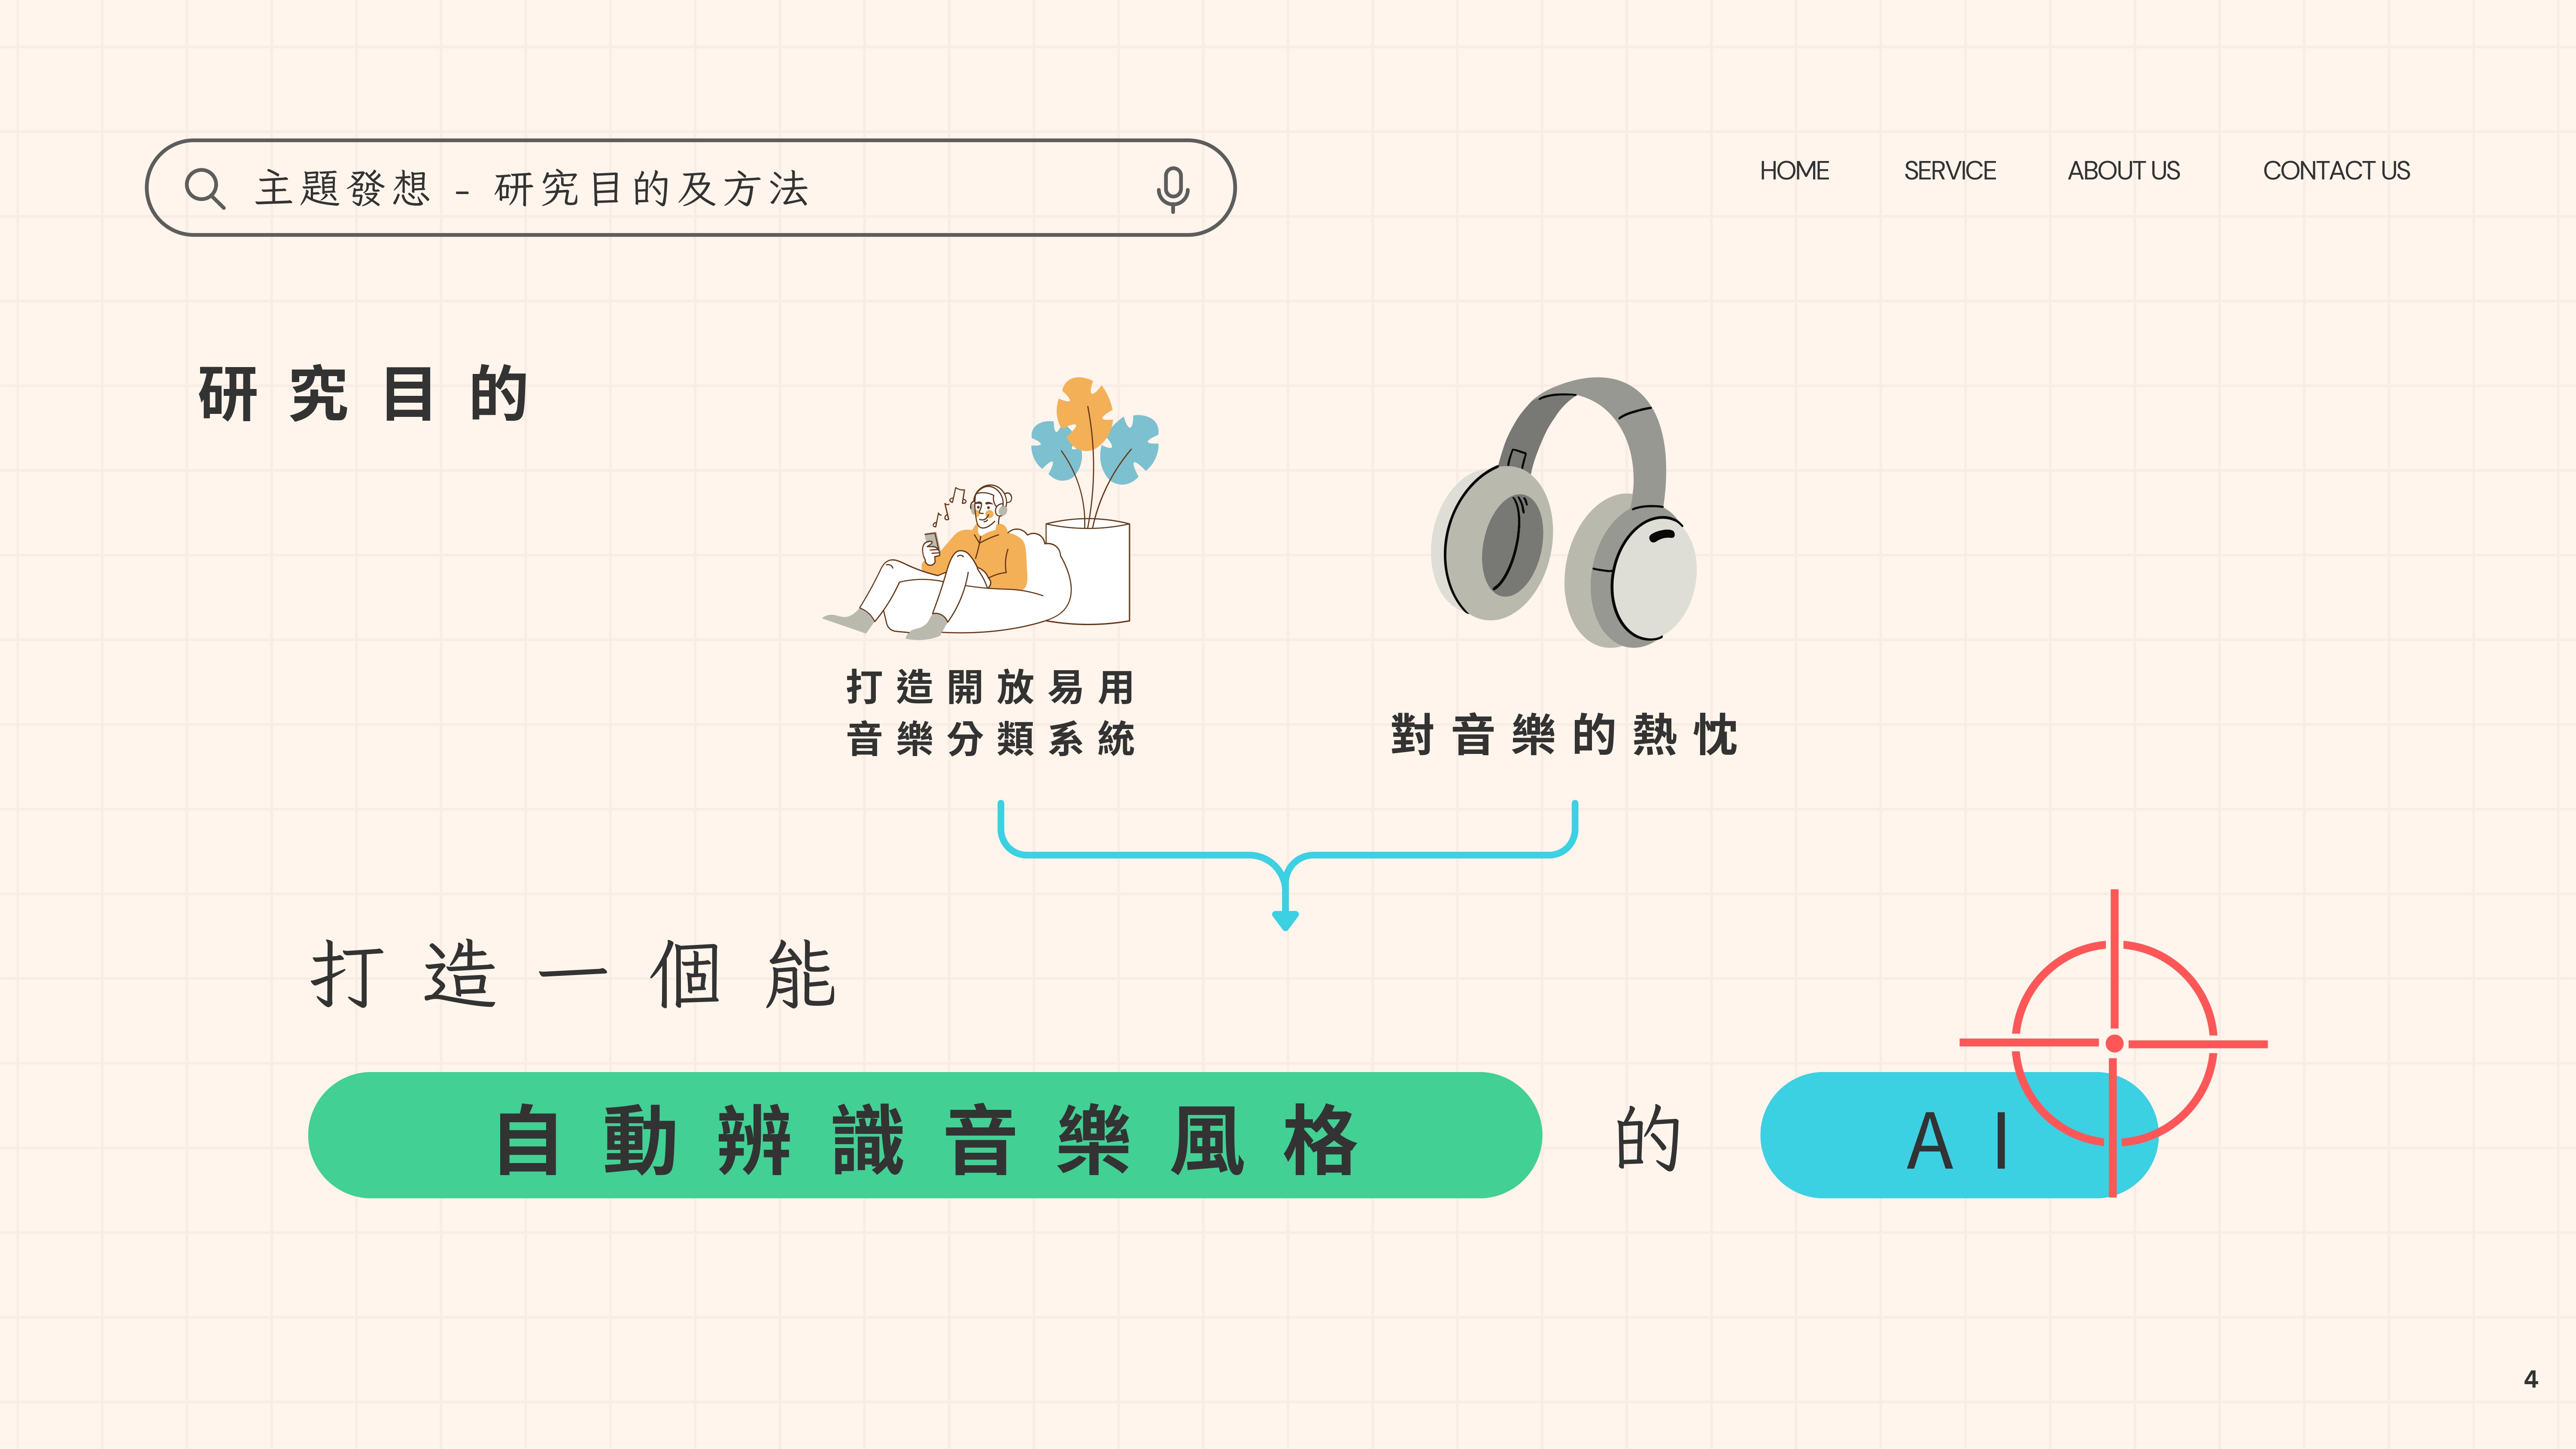 主題發想 - 研究目的及方法
HOME
SERVICE
ABOUT US
CONTACT US
研究目的
打造開放易用
音樂分類系統
對音樂的熱忱
打造一個能
自動辨識音樂風格
的
AI
4